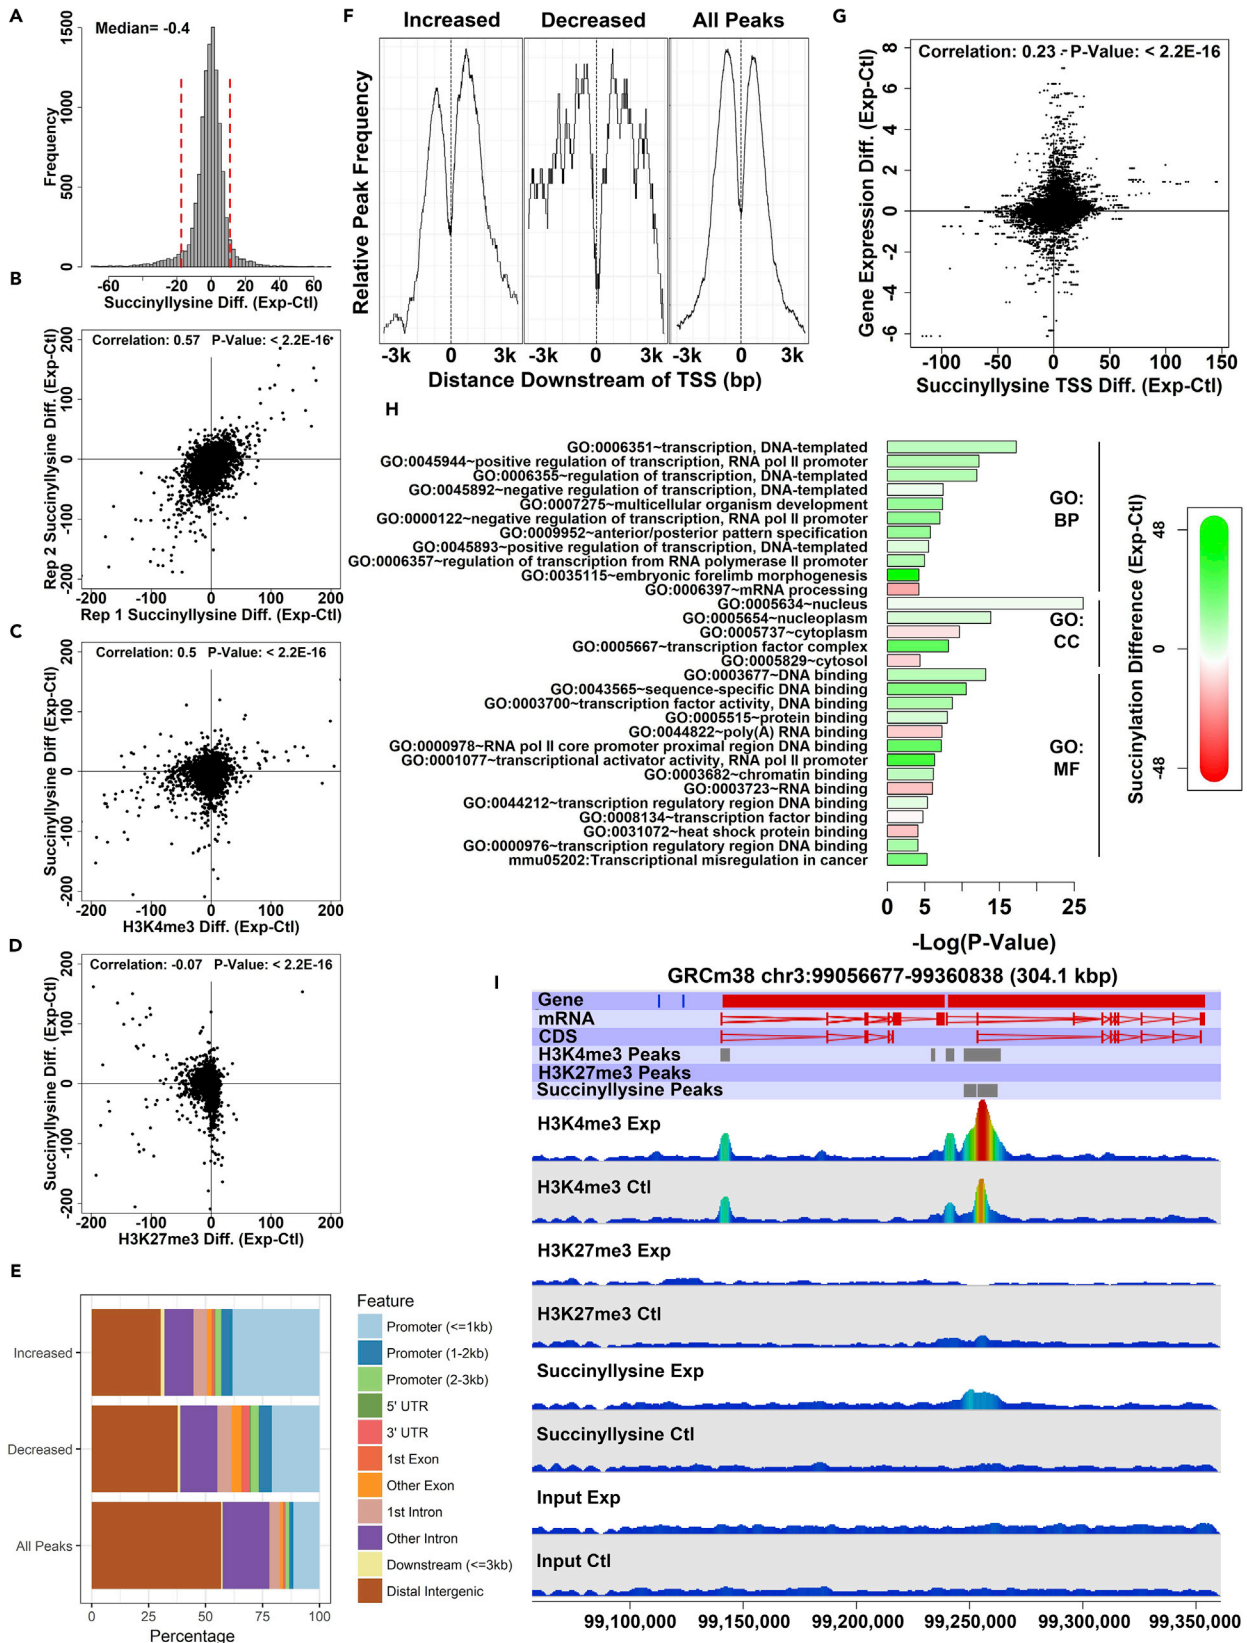 A
Median= -0.4
Frequency
1500
1000
500
0
-60
-20
0
20
60
Succinyllysine Diff. (Exp-Ctl)
B
Correlation: 0.57 P-Value: < 2.2E-16
Rep 2 Succinyllysine Diff. (Exp-Ctl)
200
100
0
-100
-200
-200 -100 0 100 200
Rep 1 Succinyllysine Diff. (Exp-Ctl)
C
Correlation: 0.5 P-Value: < 2.2E-16
Succinyllysine Diff (Exp-Ctl)
200
100
0
-100
-200
-200 -100 0 100 200
H3K4me3 Diff. (Exp-Ctl)
D
Correlation: -0.07 P-Value: < 2.2E-16
Succinyllysine Diff. (Exp-Ctl)
200
100
0
-100
-200
-200 -100 0 100 200
H3K27me3 Diff. (Exp-Ctl)
E
Increased
Decreased
All Peaks
0 25 50 75 100
Percentage
Feature
Promoter (<=1kb)
Promoter (1-2kb)
Promoter (2-3kb)
5' UTR
3' UTR
1st Exon
Other Exon
1st Intron
Other Intron
Downstream (<=3kb)
Distal Intergenic
F
Increased Decreased All Peaks
Relative Peak Frequency
-3k 0 3k -3k 0 3k -3k 0 3k
Distance Downstream of TSS (bp)
G
Correlation: 0.23 P-Value: < 2.2E-16
Gene Expression Diff. (Exp-Ctl)
8
6
4
2
0
-2
-4
-6
-100 -50 0 50 100 150
Succinyllysine TSS Diff. (Exp-Ctl)
H
GO:0006351~transcription, DNA-templated
GO:0045944~positive regulation of transcription, RNA pol II promoter
GO:0006355~regulation of transcription, DNA-templated
GO:0045892~negative regulation of transcription, DNA-templated
GO:0007275~multicellular organism development
GO:0000122~negative regulation of transcription, RNA pol II promoter
GO:0009952~anterior/posterior pattern specification
GO:0045893~positive regulation of transcription, DNA-templated
GO:0006357~regulation of transcription from RNA polymerase II promoter
GO:0035115~embryonic forelimb morphogenesis
GO:0006397~mRNA processing
GO:0005634~nucleus
GO:0005654~nucleoplasm
GO:0005737~cytoplasm
GO:0005667~transcription factor complex
GO:0005829~cytosol
GO:0003677~DNA binding
GO:0043565~sequence-specific DNA binding
GO:0003700~transcription factor activity, DNA binding
GO:0005515~protein binding
GO:0044822~poly(A) RNA binding
GO:0000978~RNA pol II core promoter proximal region DNA binding
GO:0001077~transcriptional activator activity, RNA pol II promoter
GO:0003682~chromatin binding
GO:0003723~RNA binding
GO:0044212~transcription regulatory region DNA binding
GO:0008134~transcription factor binding
GO:0031072~heat shock protein binding
GO:0000976~transcription regulatory region DNA binding
mmu05202:Transcriptional misregulation in cancer
GO:
BP
GO:
CC
GO:
MF
0 5 15 25
-Log(P-Value)
Succinylation Difference (Exp-Ctl)
48
0
-48
I
GRCm38 chr3:99056677-99360838 (304.1 kbp)
Gene
mRNA
CDS
H3K4me3 Peaks
H3K27me3 Peaks
Succinyllysine Peaks
H3K4me3 Exp
H3K4me3 Ctl
H3K27me3 Exp
H3K27me3 Ctl
Succinyllysine Exp
Succinyllysine Ctl
Input Exp
Input Ctl
99,100,000 99,150,000 99,200,000 99,250,000 99,300,000 99,350,000